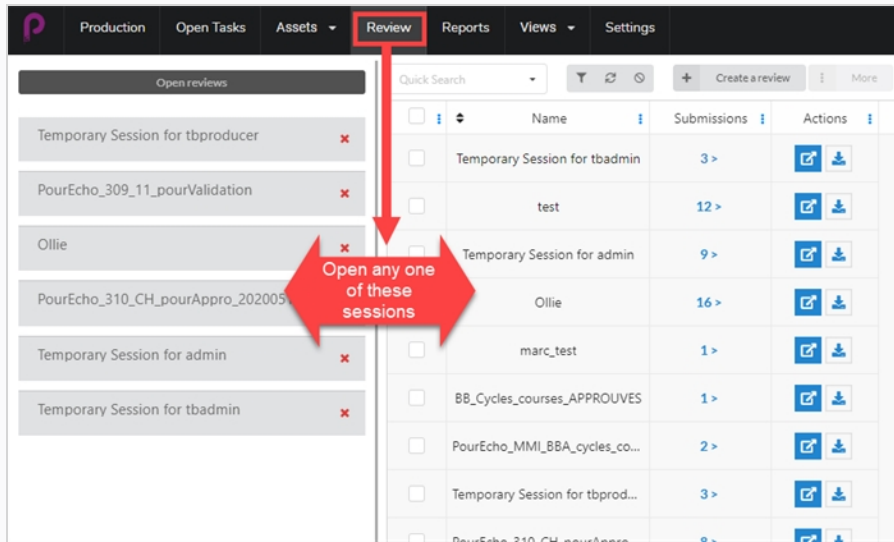 Production Open Tasks Assets Review Reports Views Settings
Open reviews
Temporary Session for tbproducer
PourEcho_309_11_pourValidation
Ollie
PourEcho_310_CH_pourAppro_202005
Temporary Session for admin
Temporary Session for tbadmin
Open any one
of these
sessions
Quick Search Create a review More
Name Submissions Actions
Temporary Session for tbadmin 3 >
test 12 >
Temporary Session for admin 9 >
Ollie 16 >
marc_test 1 >
BB_Cycles_courses_APPROUVES 1 >
PourEcho_MMI_BBA_cycles_co... 2 >
Temporary Session for tbprod... 3 >
PourEcho_310_CH_pourAppro... 8 >